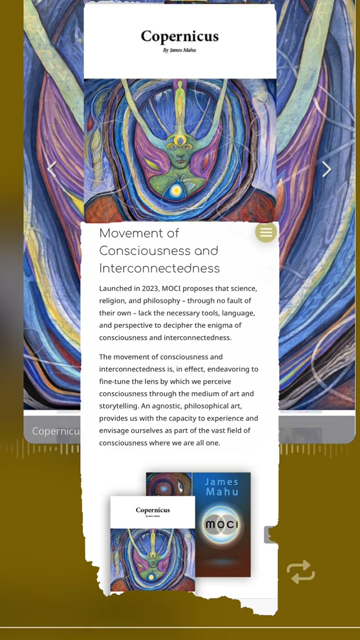 Copernicus
By James Mahu
Movement of
Consciousness and
Interconnectedness
Launched in 2023, MOCI proposes that science,
religion, and philosophy – through no fault of
their own – lack the necessary tools, language,
and perspective to decipher the enigma of
consciousness and interconnectedness.
The movement of consciousness and
interconnectedness is, in effect, endeavoring to
fine-tune the lens by which we perceive
consciousness through the medium of art and
storytelling. An agnostic, philosophical art,
provides us with the capacity to experience and
envisage ourselves as part of the vast field of
consciousness where we are all one.
Copernicu
James
Mahu
MOCI
Copernicus
By James Mahu